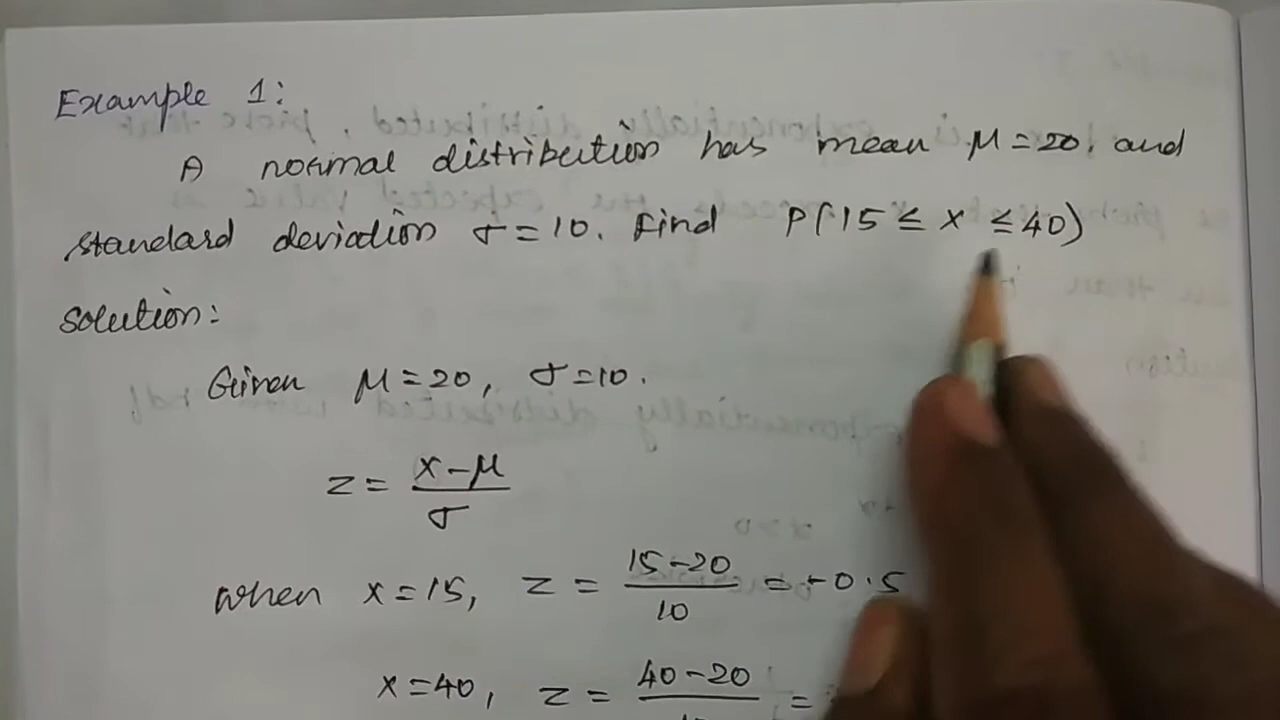 Example 1:
A normal distribution has mean μ=20, and
standard deviation σ=10. Find P(15 ≤ x ≤ 40)
Solution:
Given μ=20, σ=10.
z = x-μ / σ
when x=15, z = 15-20 / 10 = -0.5
x=40, z = 40-20 / =